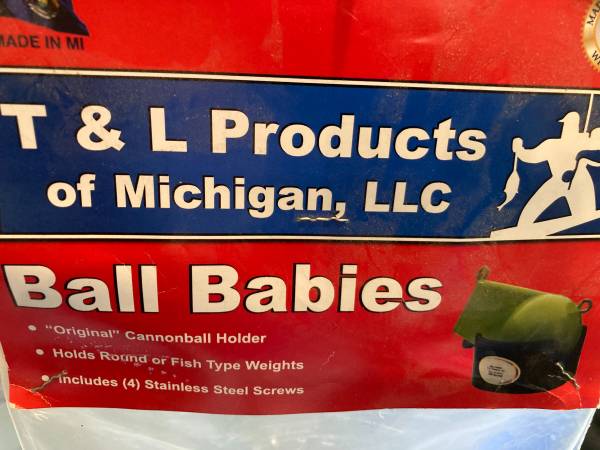 MADE IN MI
T & L Products
of Michigan, LLC
Ball Babies
• "Original" Cannonball Holder
• Holds Round or Fish Type Weights
• Includes (4) Stainless Steel Screws